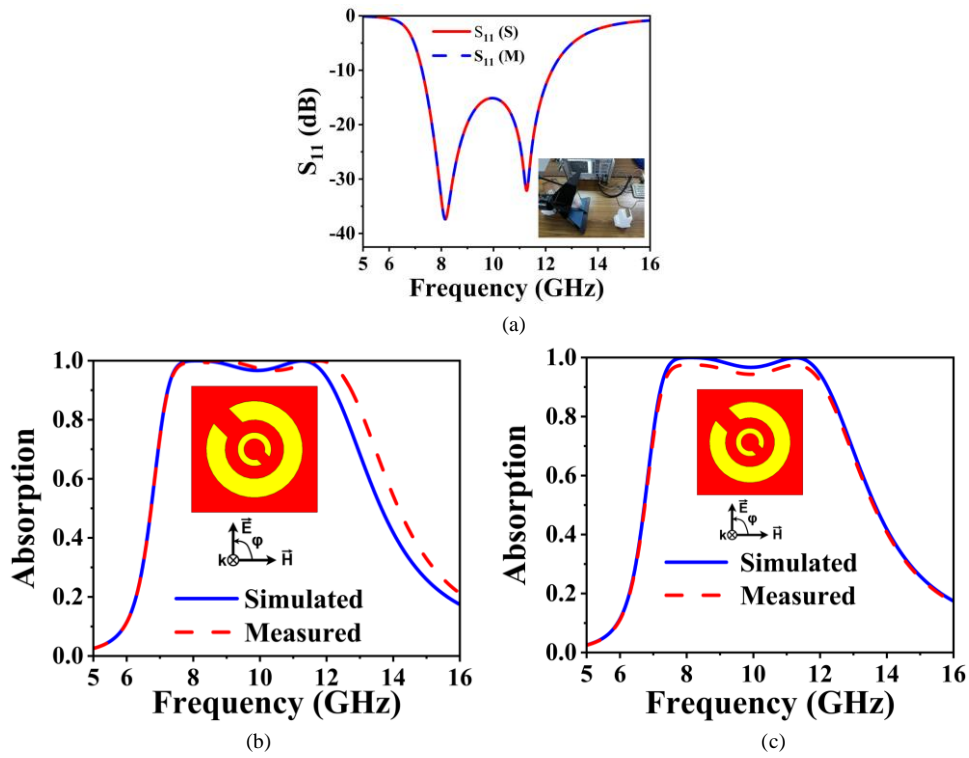 0
-10
-20
-30
-40
S₁₁ (dB)
S₁₁ (S)
S₁₁ (M)
5 6 8 10 12 14 16
Frequency (GHz)
(a)
1.0
0.8
0.6
0.4
0.2
0.0
Absorption
E
φ
k H
Simulated
Measured
5 6 8 10 12 14 16
Frequency (GHz)
(b)
1.0
0.8
0.6
0.4
0.2
0.0
Absorption
E
φ
k H
Simulated
Measured
5 6 8 10 12 14 16
Frequency (GHz)
(c)